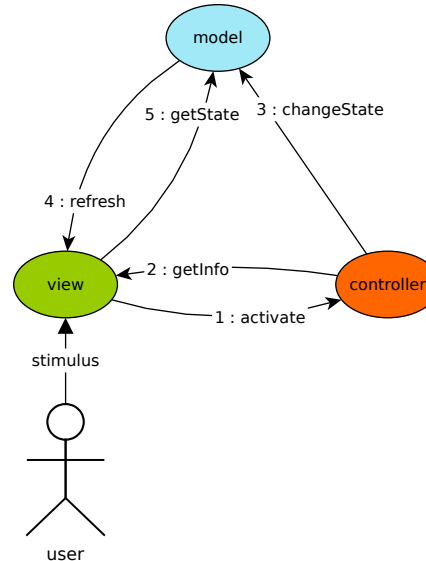 model
5 : getState
3 : changeState
4 : refresh
2 : getInfo
view
controller
1 : activate
stimulus
user